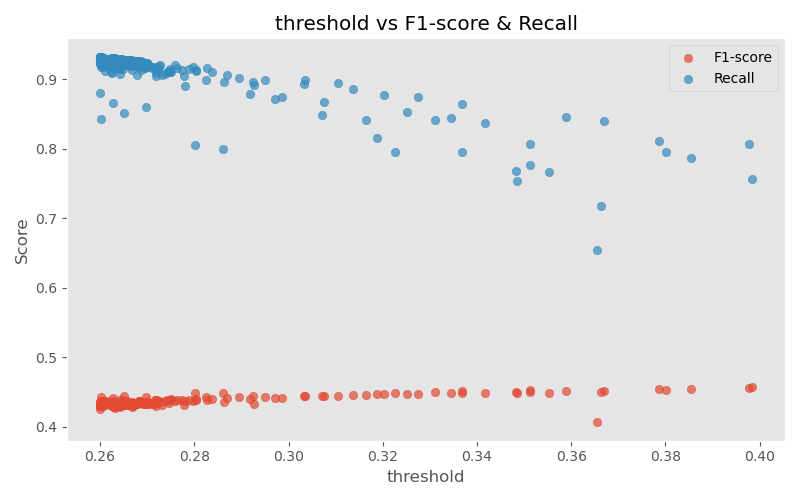 threshold vs F1-score & Recall
F1-score
Recall
Score
0.9
0.8
0.7
0.6
0.5
0.4
0.26 0.28 0.30 0.32 0.34 0.36 0.38 0.40
threshold